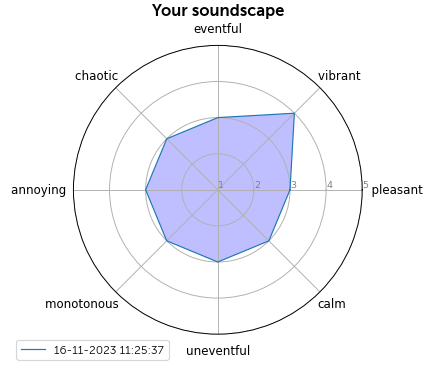 Your soundscape
eventful
chaotic
vibrant
annoying
1 2 3 4 5
pleasant
monotonous
calm
uneventful
16-11-2023 11:25:37